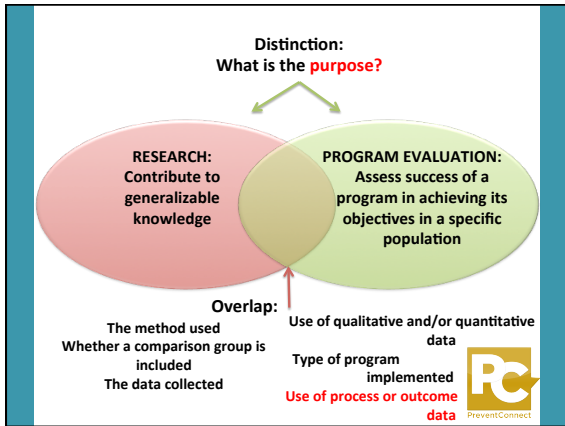 Distinction:
What is the purpose?
RESEARCH:
Contribute to
generalizable
knowledge
PROGRAM EVALUATION:
Assess success of a
program in achieving its
objectives in a specific
population
Overlap:
The method used
Whether a comparison group is
included
The data collected
Use of qualitative and/or quantitative
data
Type of program
implemented
Use of process or outcome
data
PC
PreventConnect